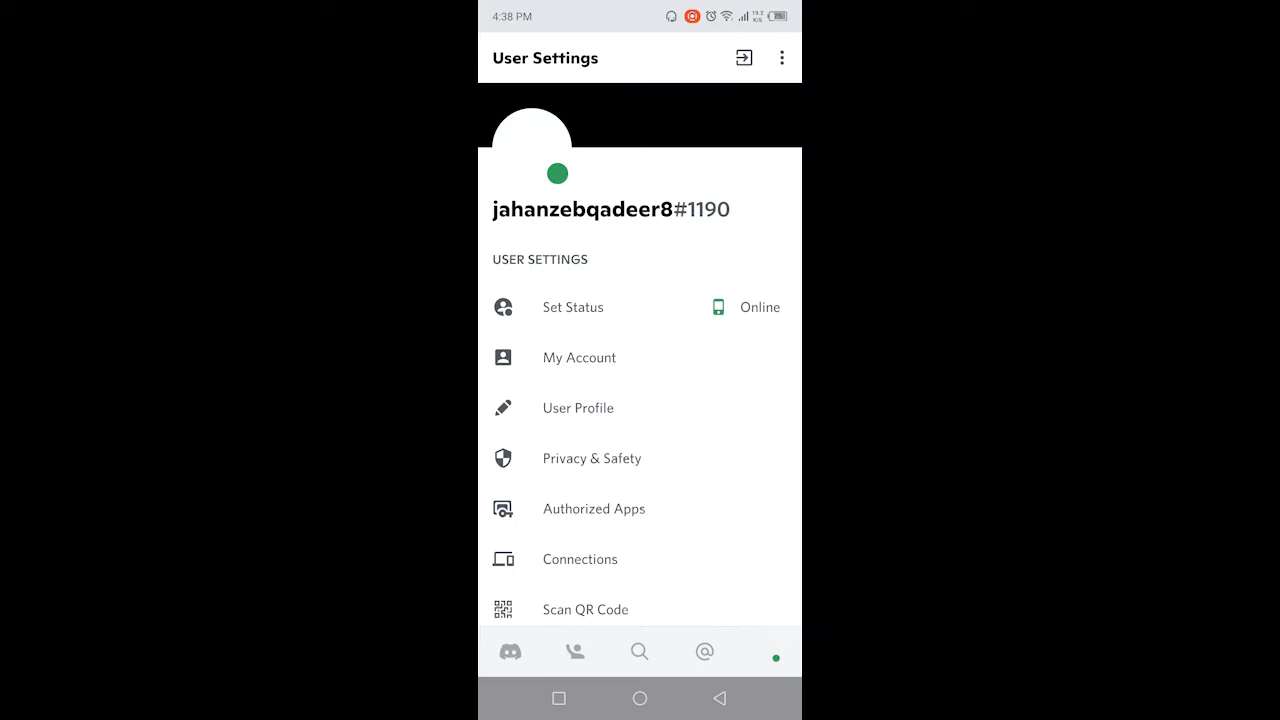 4:38 PM
User Settings
jahanzebqadeer8#1190
USER SETTINGS
Set Status
Online
My Account
User Profile
Privacy & Safety
Authorized Apps
Connections
Scan QR Code